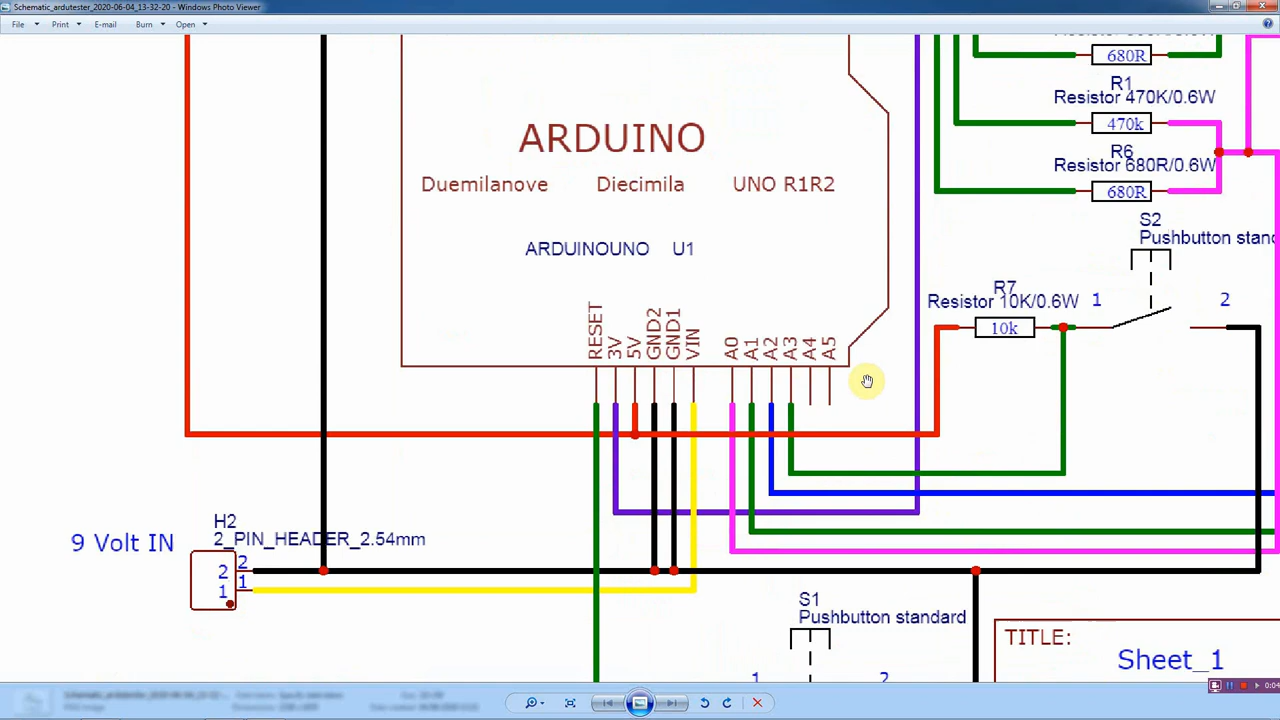 Schematic_ardutester_2020-06-04_13-32-20 - Windows Photo Viewer
File Print E-mail Burn Open
680R
R1
Resistor 470K/0.6W
470k
R6
Resistor 680R/0.6W
680R
ARDUINO
Duemilanove Diecimila UNO R1R2
ARDUINOUNO U1
S2
Pushbutton stand
R7
Resistor 10K/0.6W
10k
1 2
RESET 3V 5V GND2 GND1 VIN A0 A1 A2 A3 A4 A5
H2
2_PIN_HEADER_2.54mm
9 Volt IN
2 2
1 1
S1
Pushbutton standard
1 2
TITLE:
Sheet_1
0:04